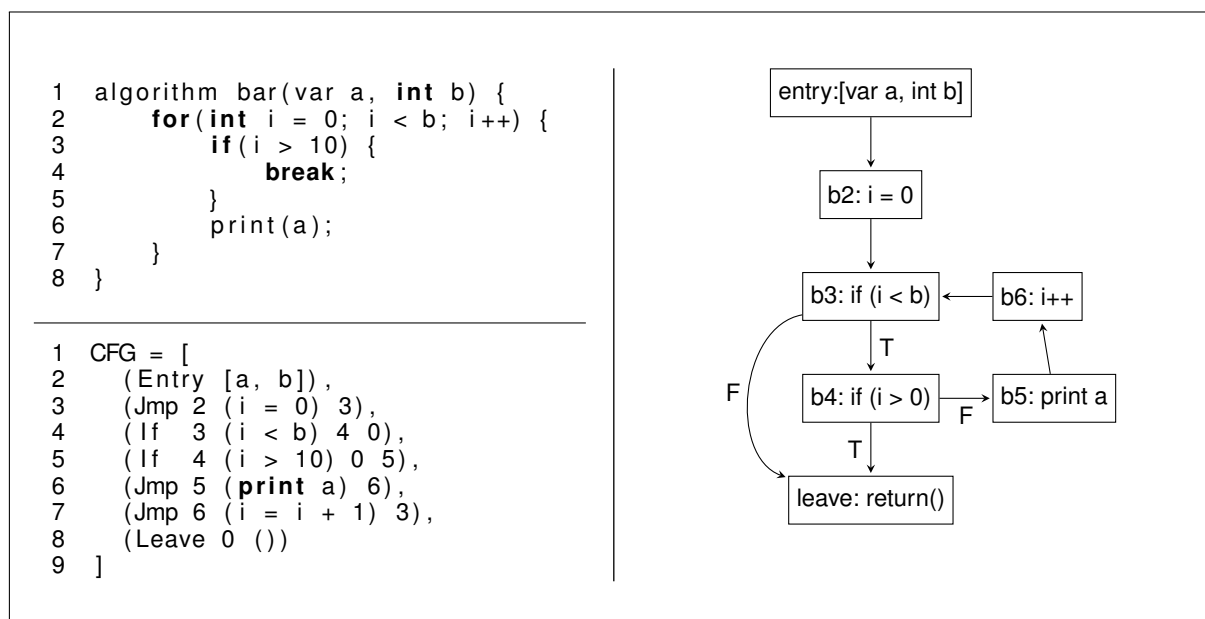 1 algorithm bar(var a, int b) {
2 for(int i = 0; i < b; i++) {
3 if(i > 10) {
4 break;
5 }
6 print(a);
7 }
8 }
1 CFG = [
2 (Entry [a, b]),
3 (Jmp 2 (i = 0) 3),
4 (If 3 (i < b) 4 0),
5 (If 4 (i > 10) 0 5),
6 (Jmp 5 (print a) 6),
7 (Jmp 6 (i = i + 1) 3),
8 (Leave 0 ())
9 ]
entry:[var a, int b]
b2: i = 0
b3: if (i < b)
b6: i++
T
F
b4: if (i > 0)
F
b5: print a
T
leave: return()